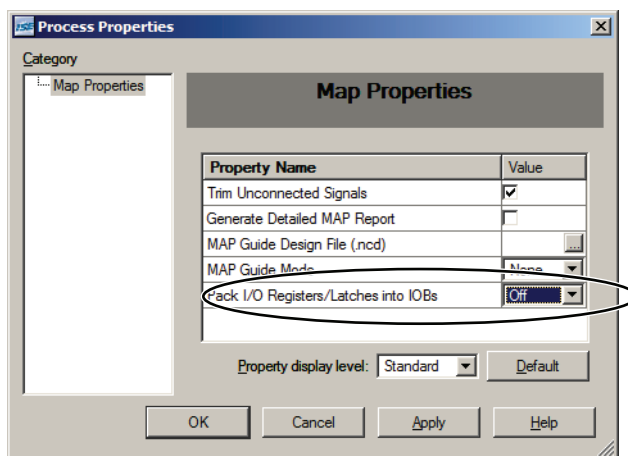 ISE Process Properties
Category
Map Properties
Map Properties
Property Name Value
Trim Unconnected Signals
Generate Detailed MAP Report
MAP Guide Design File (.ncd) ...
MAP Guide Mode None
Pack I/O Registers/Latches into IOBs Off
Property display level: Standard Default
OK Cancel Apply Help